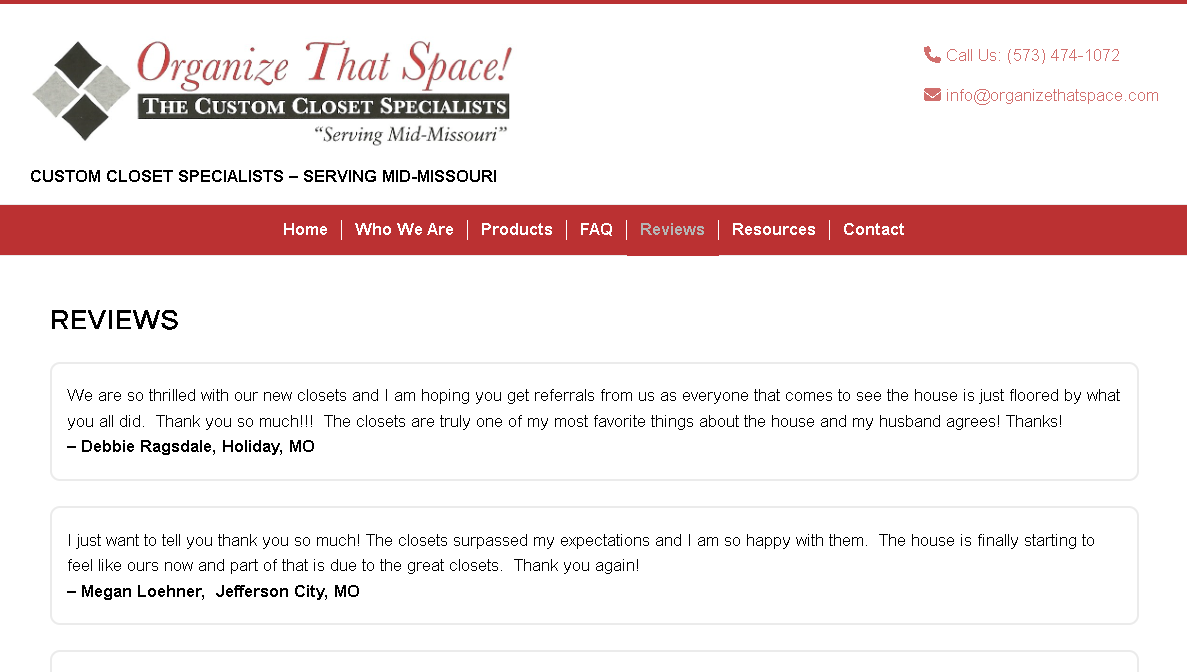 Organize That Space!
The Custom Closet Specialists
“Serving Mid-Missouri”
Call Us: (573) 474-1072
info@organizethatspace.com
CUSTOM CLOSET SPECIALISTS – SERVING MID-MISSOURI
Home Who We Are Products FAQ Reviews Resources Contact
REVIEWS
We are so thrilled with our new closets and I am hoping you get referrals from us as everyone that comes to see the house is just floored by what
you all did.  Thank you so much!!!  The closets are truly one of my most favorite things about the house and my husband agrees! Thanks!
– Debbie Ragsdale, Holiday, MO
I just want to tell you thank you so much! The closets surpassed my expectations and I am so happy with them.  The house is finally starting to
feel like ours now and part of that is due to the great closets.  Thank you again!
– Megan Loehner,  Jefferson City, MO